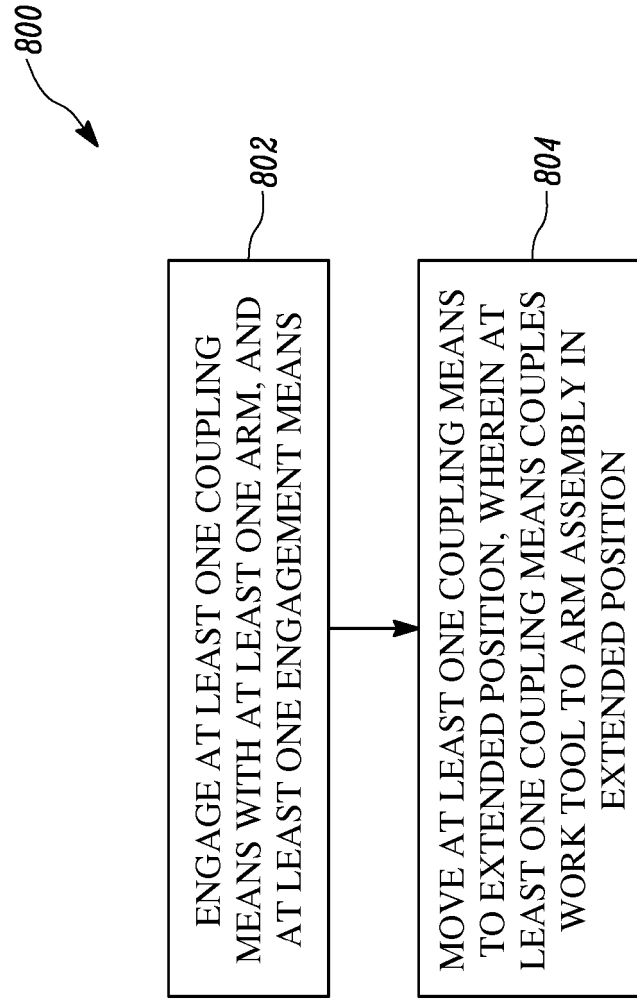 800
802
ENGAGE AT LEAST ONE COUPLING
MEANS WITH AT LEAST ONE ARM, AND
AT LEAST ONE ENGAGEMENT MEANS
804
MOVE AT LEAST ONE COUPLING MEANS
TO EXTENDED POSITION, WHEREIN AT
LEAST ONE COUPLING MEANS COUPLES
WORK TOOL TO ARM ASSEMBLY IN
EXTENDED POSITION